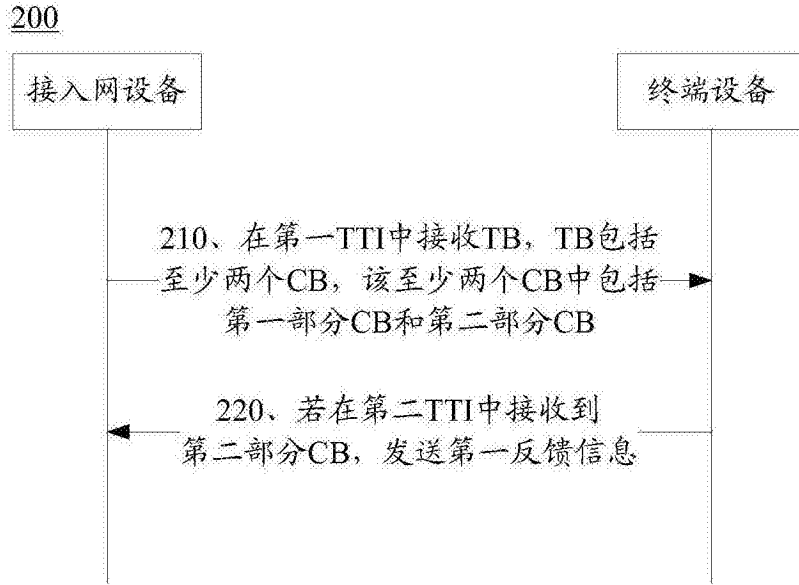 200
接入网设备
终端设备
210、在第一TTI中接收TB，TB包括
至少两个CB，该至少两个CB中包括
第一部分CB和第二部分CB
220、若在第二TTI中接收到
第二部分CB，发送第一反馈信息